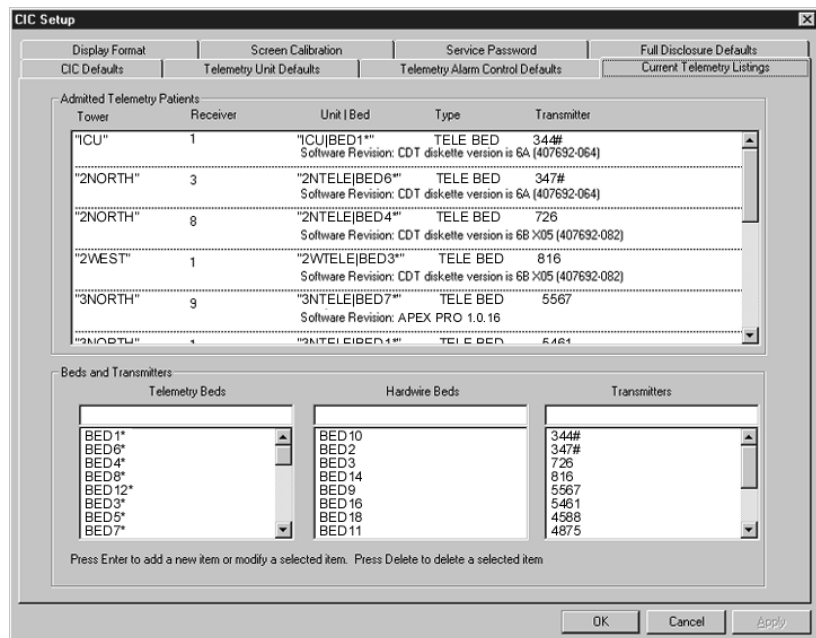 CIC Setup
Display Format Screen Calibration Service Password Full Disclosure Defaults
CIC Defaults Telemetry Unit Defaults Telemetry Alarm Control Defaults Current Telemetry Listings
Admitted Telemetry Patients
Tower Receiver Unit | Bed Type Transmitter
"ICU" 1 "ICU|BED1*" TELE BED 344#
Software Revision: CDT diskette version is 6A (407692-064)
"2NORTH" 3 "2NTELE|BED6*" TELE BED 347#
Software Revision: CDT diskette version is 6A (407692-064)
"2NORTH" 8 "2NTELE|BED4*" TELE BED 726
Software Revision: CDT diskette version is 6B X05 (407692-082)
"2WEST" 1 "2WTELE|BED3*" TELE BED 816
Software Revision: CDT diskette version is 6B X05 (407692-082)
"3NORTH" 9 "3NTELE|BED7*" TELE BED 5567
Software Revision: APEX PRO 1.0.16
"3NORTH" 1 "3NTELE|BED1*" TELE BED 5461
Beds and Transmitters
Telemetry Beds Hardwire Beds Transmitters
BED1* BED10 344#
BED6* BED2 347#
BED4* BED3 726
BED8* BED14 816
BED12* BED9 5567
BED3* BED16 5461
BED5* BED18 4588
BED7* BED11 4875
Press Enter to add a new item or modify a selected item. Press Delete to delete a selected item
OK Cancel Apply